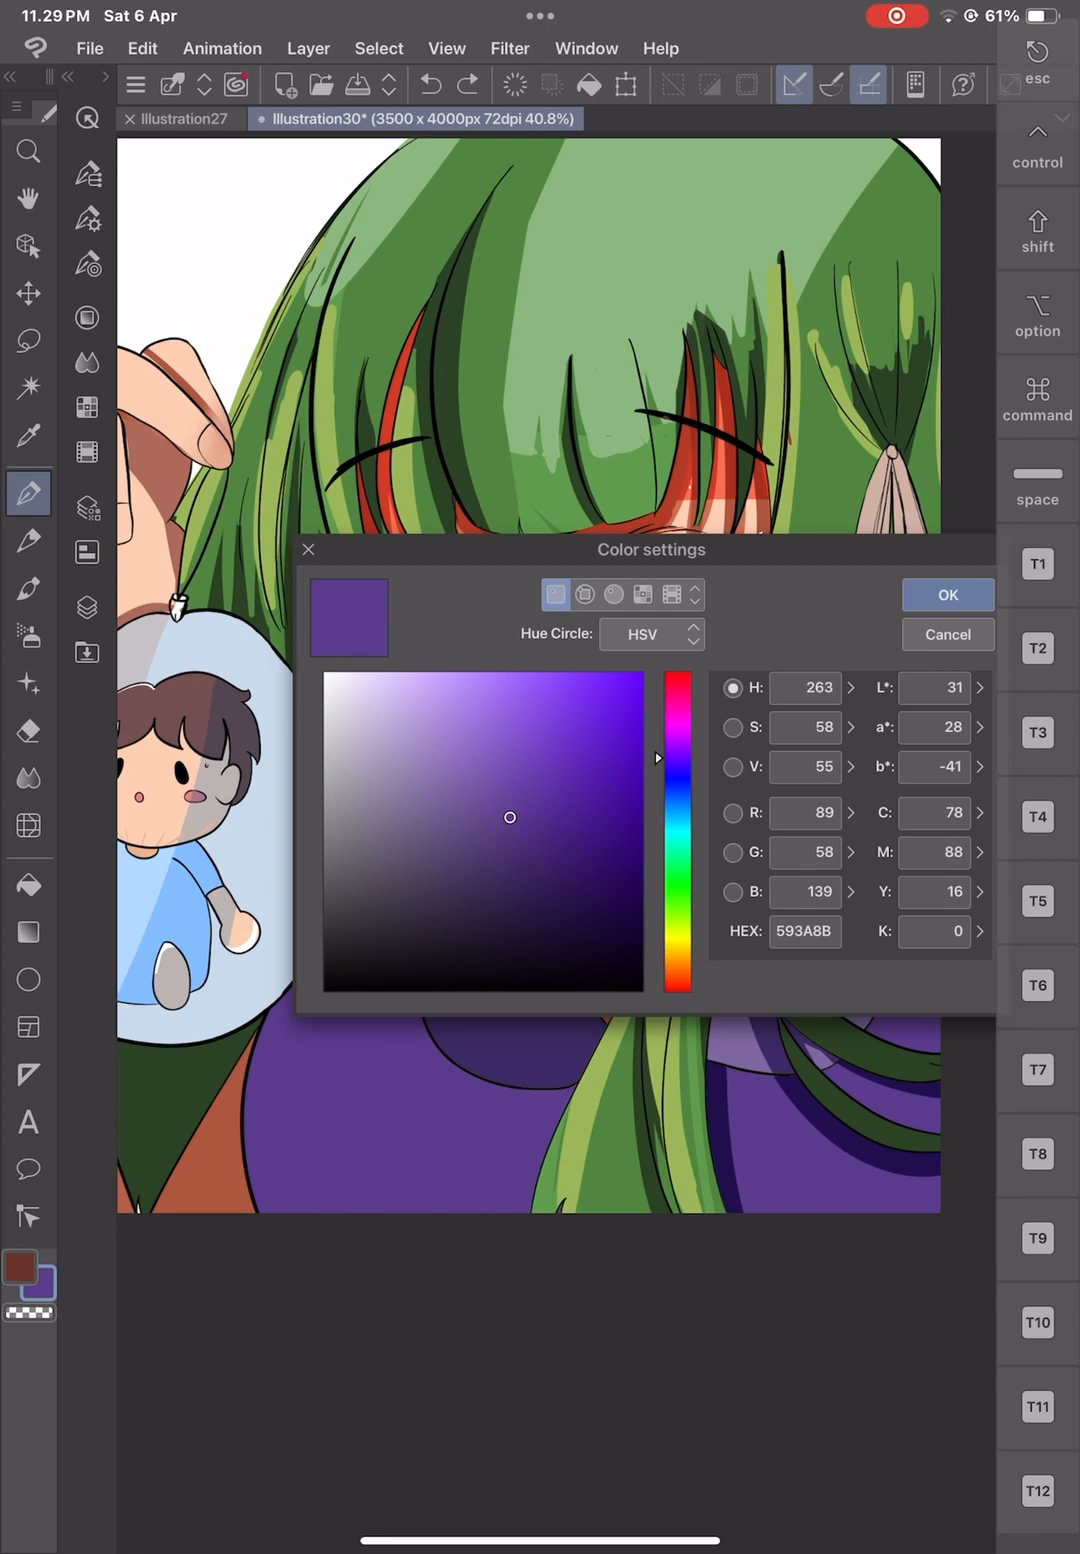 11.29 PM Sat 6 Apr
61%
File Edit Animation Layer Select View Filter Window Help
esc
Illustration27
Illustration30* (3500 x 4000px 72dpi 40.8%)
control
shift
option
command
space
Color settings
OK
Hue Circle: HSV
Cancel
H: 263 L*: 31
S: 58 a*: 28
V: 55 b*: -41
R: 89 C: 78
G: 58 M: 88
B: 139 Y: 16
HEX: 593A8B K: 0
T1
T2
T3
T4
T5
T6
T7
T8
T9
T10
T11
T12
A